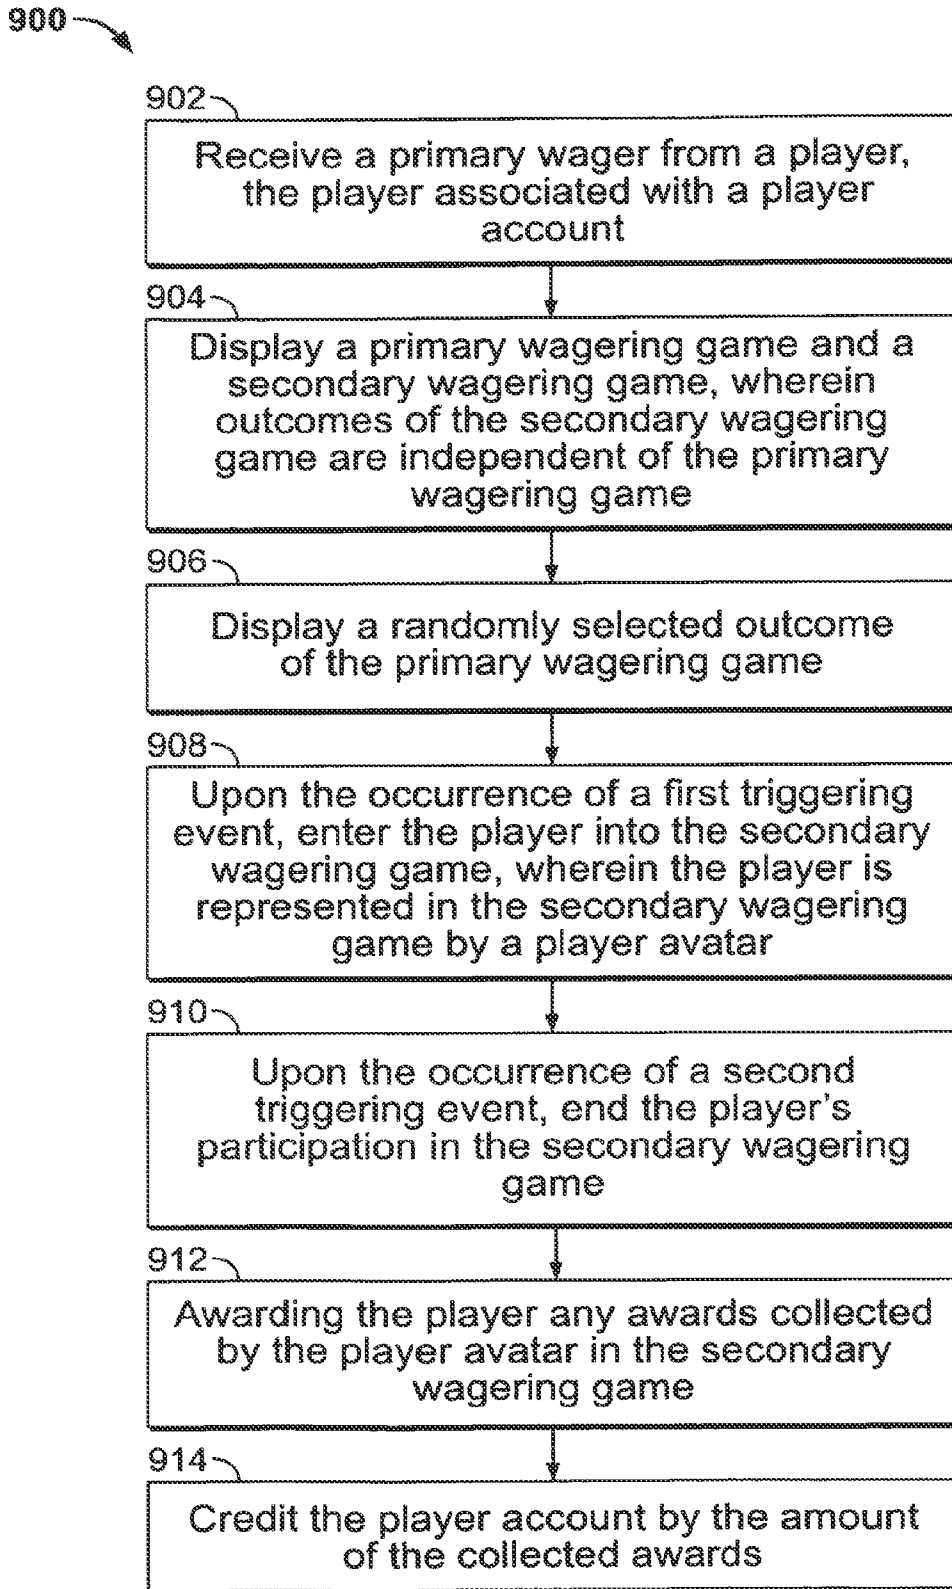 900
902
Receive a primary wager from a player,
the player associated with a player
account
904
Display a primary wagering game and a
secondary wagering game, wherein
outcomes of the secondary wagering
game are independent of the primary
wagering game
906
Display a randomly selected outcome
of the primary wagering game
908
Upon the occurrence of a first triggering
event, enter the player into the secondary
wagering game, wherein the player is
represented in the secondary wagering
game by a player avatar
910
Upon the occurrence of a second
triggering event, end the player's
participation in the secondary wagering
game
912
Awarding the player any awards collected
by the player avatar in the secondary
wagering game
914
Credit the player account by the amount
of the collected awards